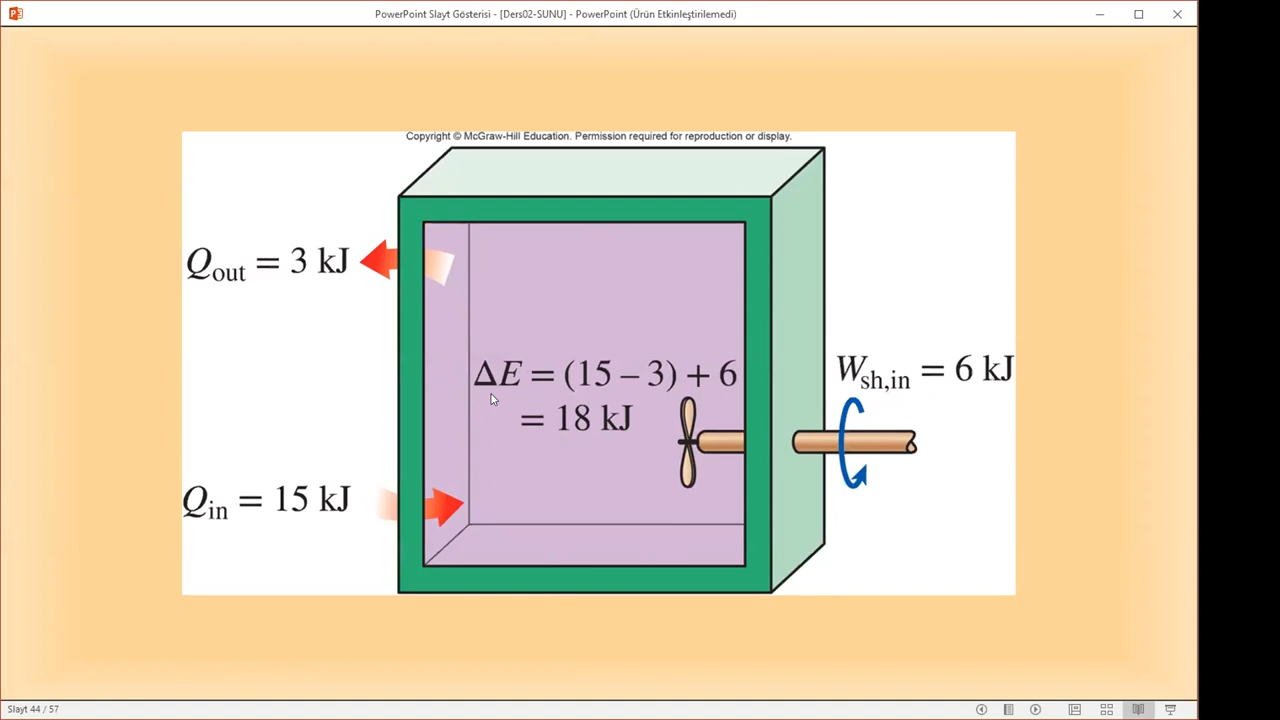 PowerPoint Slayt Gösterisi - [Ders02-SUNU] - PowerPoint (Ürün Etkinleştirilemedi)
Copyright © McGraw-Hill Education. Permission required for reproduction or display.
Qout = 3 kJ
ΔE = (15 – 3) + 6
= 18 kJ
Wsh,in = 6 kJ
Qin = 15 kJ
Slayt 44 / 57